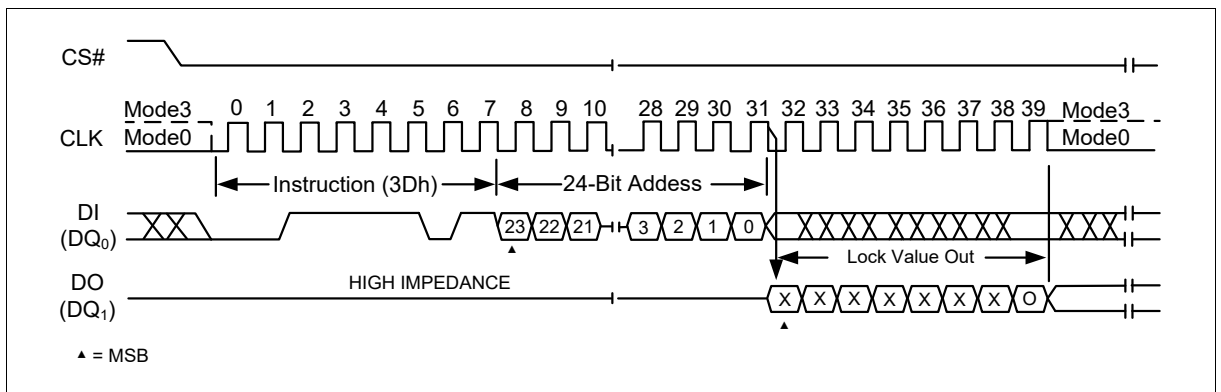 CS#
Mode3 0 1 2 3 4 5 6 7 8 9 10 28 29 30 31 32 33 34 35 36 37 38 39 Mode3
CLK Mode0 Mode0
Instruction (3Dh) 24-Bit Addess
DI
(DQ0) 23 22 21 3 2 1 0
Lock Value Out
DO HIGH IMPEDANCE
(DQ1) X X X X X X X O
▲ = MSB